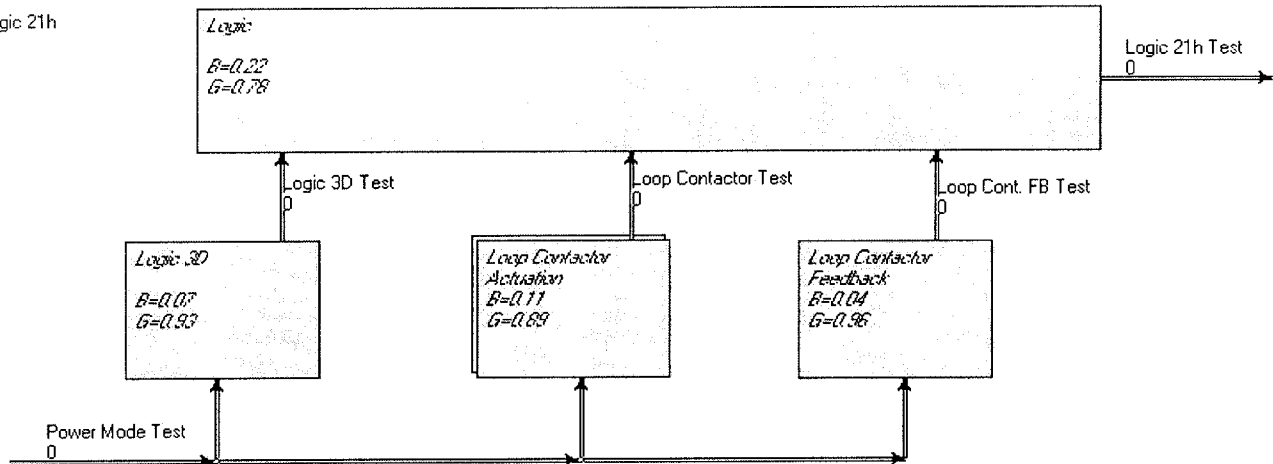 gic 21h
Logic
B=0.22
G=0.78
Logic 21h Test
0
Logic 3D Test
0
Loop Contactor Test
0
Loop Cont. FB Test
0
Logic 3D
B=0.07
G=0.93
Loop Contactor
Actuation
B=0.11
G=0.89
Loop Contactor
Feedback
B=0.04
G=0.96
Power Mode Test
0